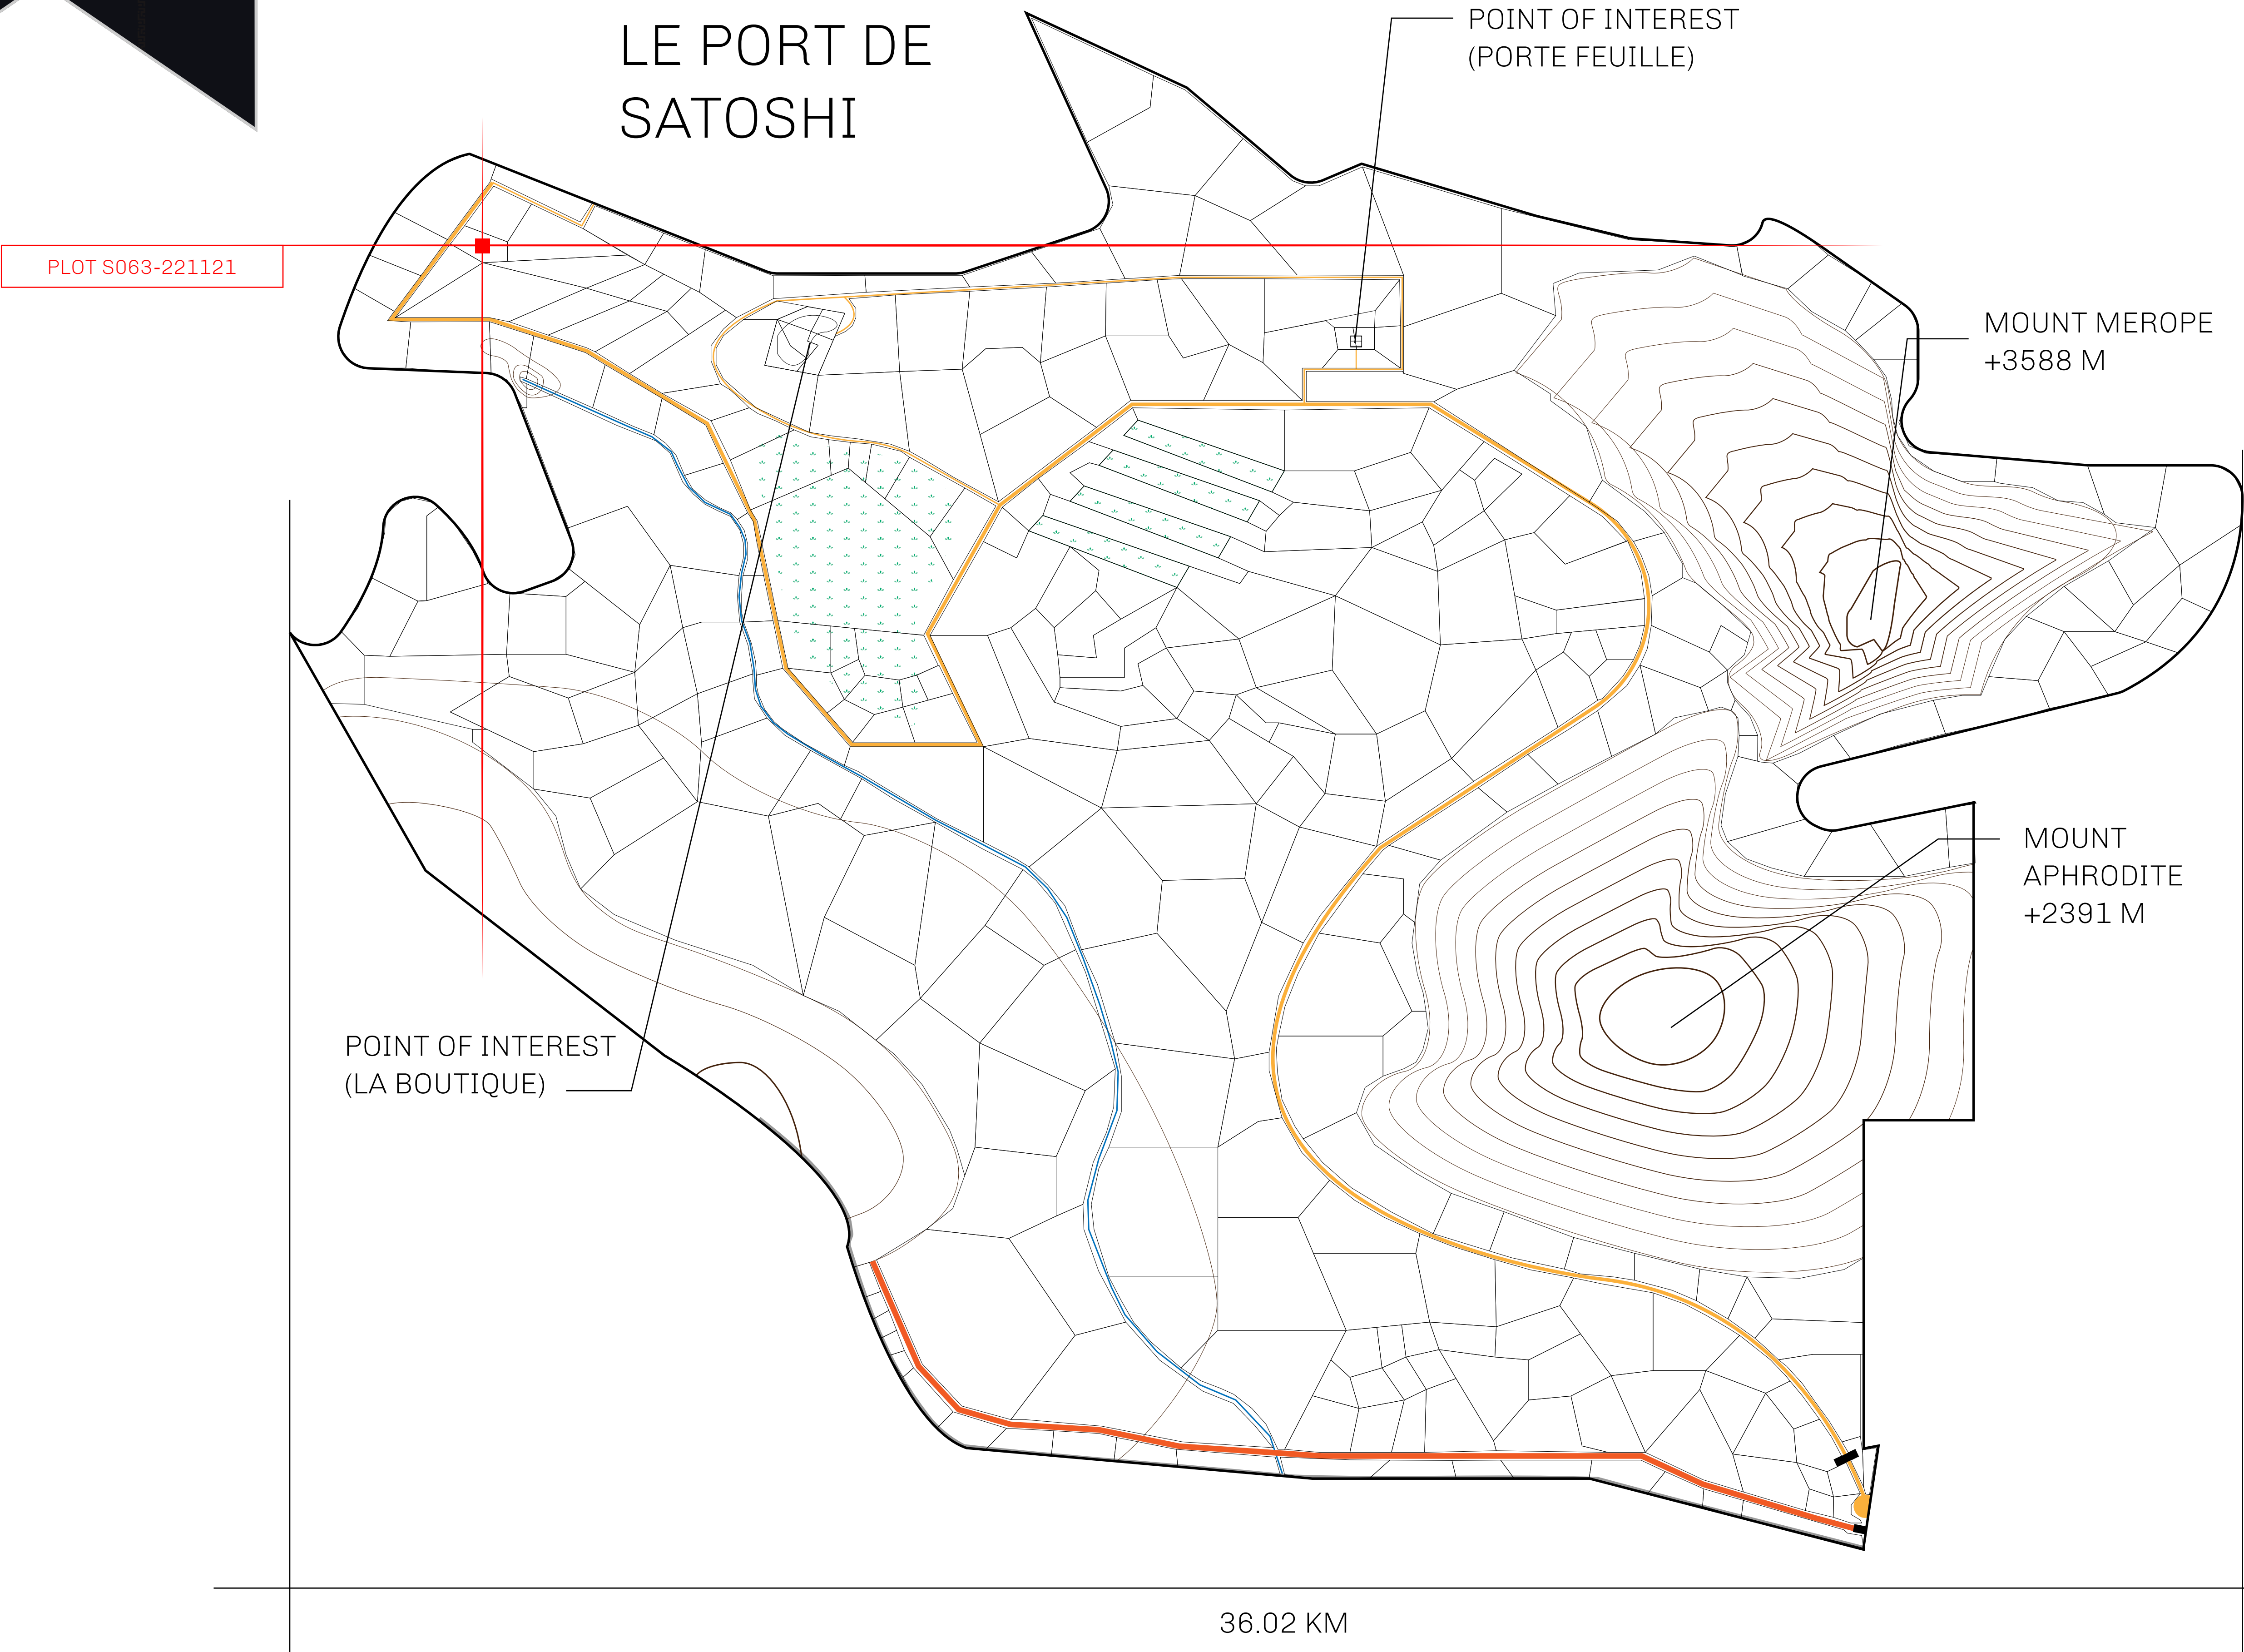 LE PORT DE
SATOSHI
POINT OF INTEREST
(PORTE FEUILLE)
PLOT S063-221121
MOUNT MEROPE
+3588 M
MOUNT
APHRODITE
+2391 M
POINT OF INTEREST
(LA BOUTIQUE)
36.02 KM